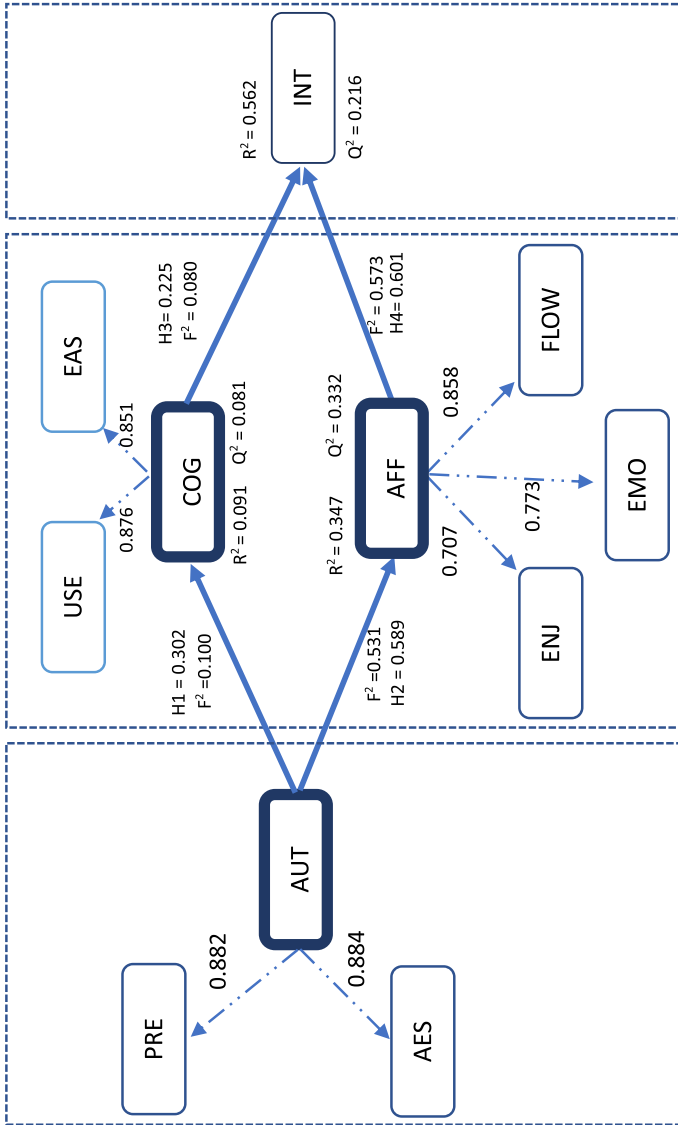 PRE
0.882
AUT
0.884
AES
H1 = 0.302
F² =0.100
F² =0.531
H2 = 0.589
USE
EAS
0.876
0.851
COG
R² = 0.091
Q² = 0.081
R² = 0.347
Q² = 0.332
AFF
0.707
0.773
0.858
ENJ
EMO
FLOW
H3= 0.225
F² = 0.080
F² = 0.573
H4= 0.601
R² = 0.562
INT
Q² = 0.216